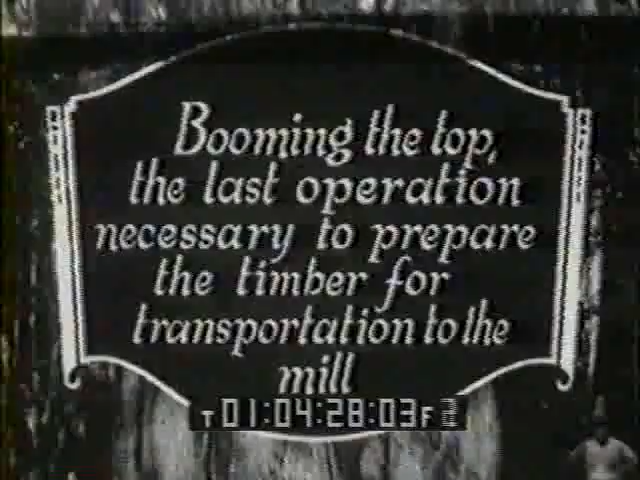 Booming the top,
the last operation
necessary to prepare
the timber for
transportation to the
mill
T01:04:28:03F2